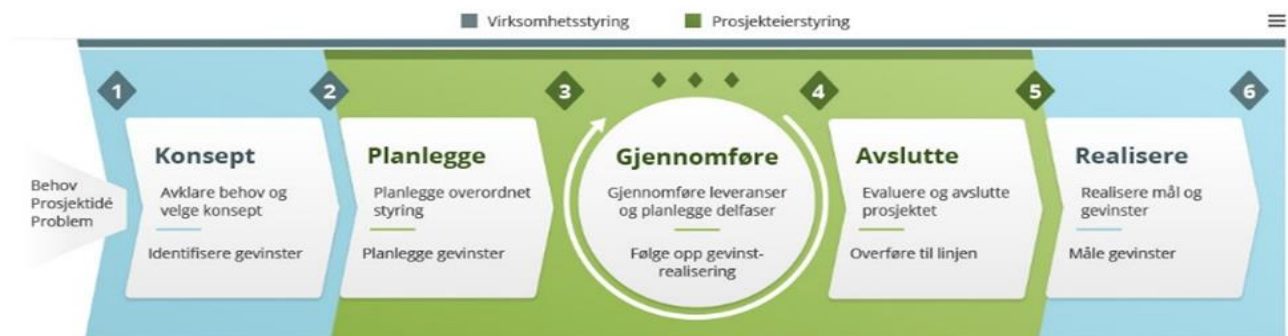 Virksomhetsstyring
Prosjekteierstyring
1
2
3
4
5
6
Behov
Prosjektidé
Problem
Konsept
Avklare behov og
velge konsept
Identifisere gevinster
Planlegge
Planlegge overordnet
styring
Planlegge gevinster
Gjennomføre
Gjennomføre leveranser
og planlegge delfaser
Følge opp gevinst-
realisering
Avslutte
Evaluere og avslutte
prosjektet
Overføre til linjen
Realisere
Realisere mål og
gevinster
Måle gevinster